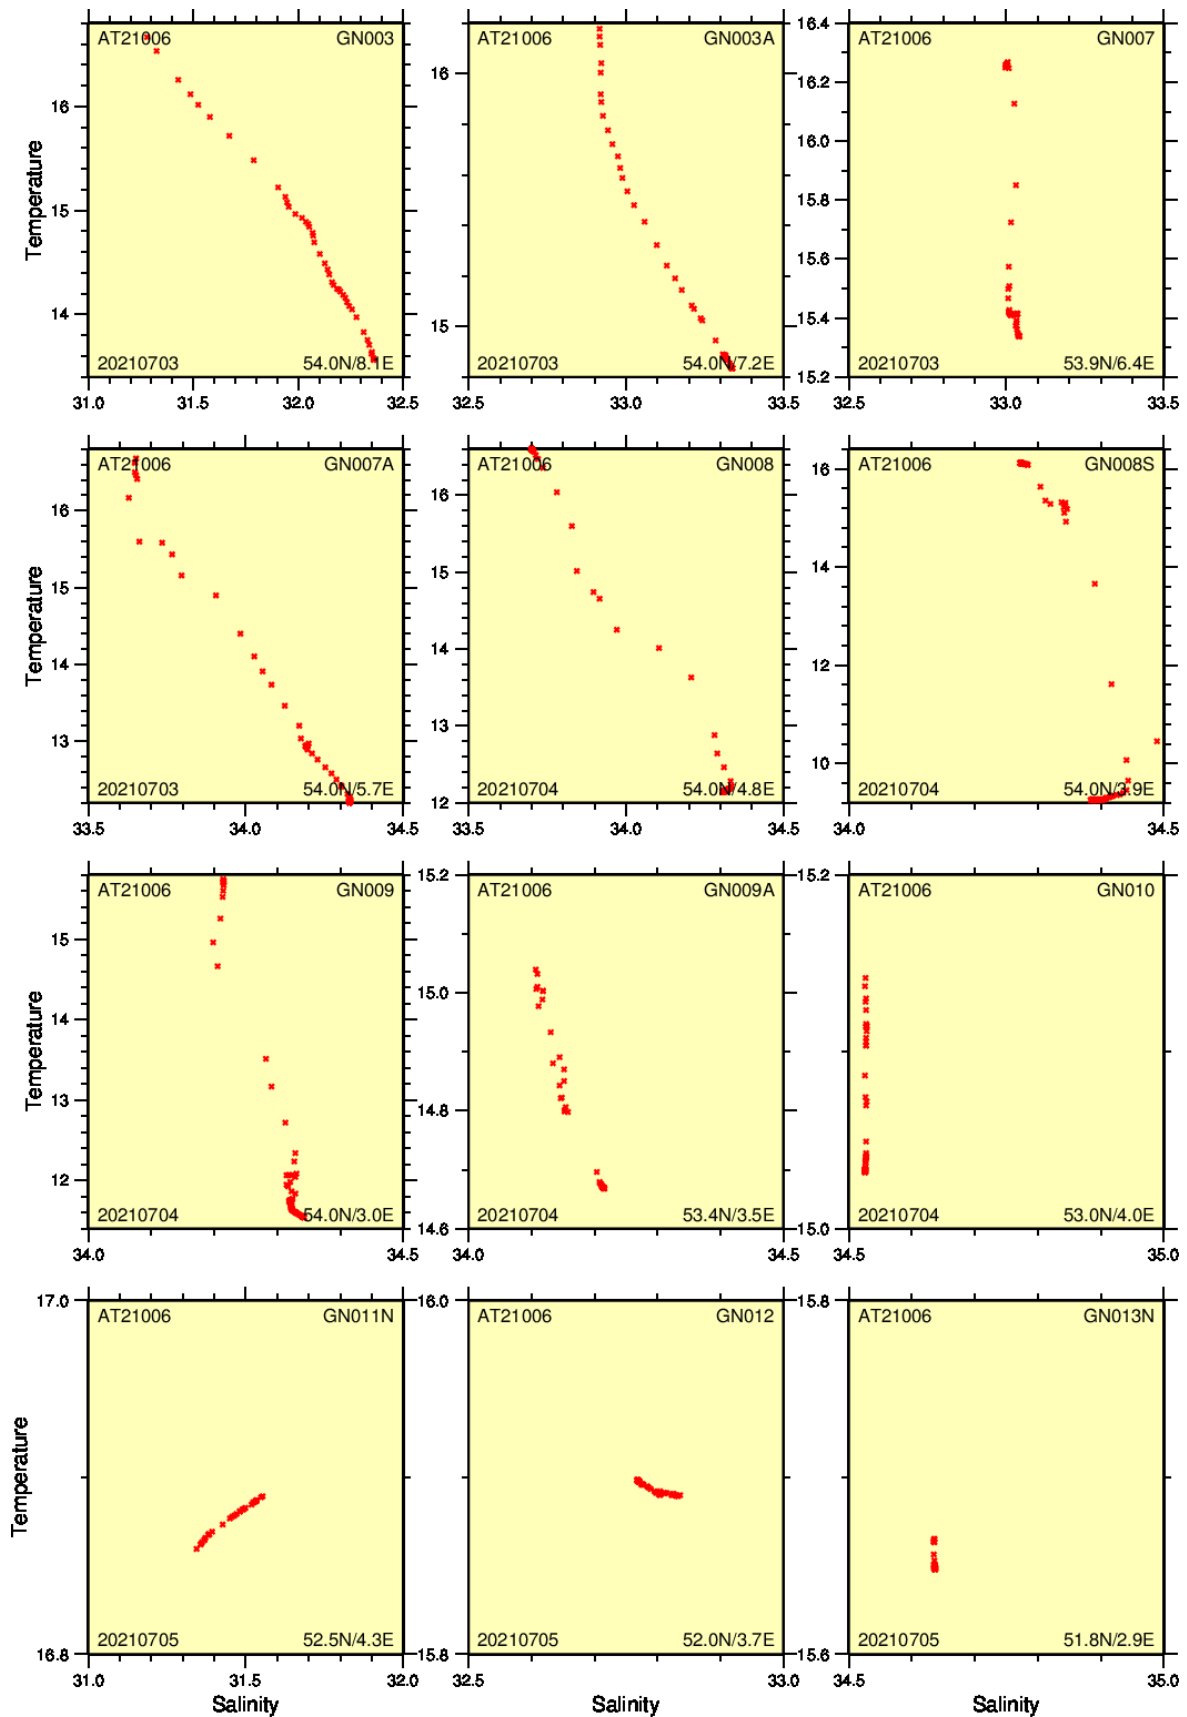 AT21006 GN003
16
15
14
Temperature
20210703 54.0N/8.1E
31.0 31.5 32.0 32.5
AT21006 GN003A
16
15
20210703 54.0N/7.2E
32.5 33.0 33.5
16.4
AT21006 GN007
16.2
16.0
15.8
15.6
15.4
15.2
20210703 53.9N/6.4E
32.5 33.0 33.5
AT21006 GN007A
16
15
14
13
Temperature
20210703 54.0N/5.7E
33.5 34.0 34.5
AT21006 GN008
16
15
14
13
12
20210704 54.0N/4.8E
33.5 34.0 34.5
AT21006 GN008S
16
14
12
10
20210704 54.0N/3.9E
34.0 34.5
AT21006 GN009
15
14
13
12
Temperature
20210704 54.0N/3.0E
34.0 34.5
15.2
AT21006 GN009A
15.0
14.8
14.6
20210704 53.4N/3.5E
34.0 34.5
15.2
AT21006 GN010
15.0
20210704 53.0N/4.0E
34.5 35.0
17.0
AT21006 GN011N
Temperature
16.8
20210705 52.5N/4.3E
31.0 31.5 32.0
Salinity
16.0
AT21006 GN012
15.8
20210705 52.0N/3.7E
32.5 33.0
Salinity
15.8
AT21006 GN013N
15.6
20210705 51.8N/2.9E
34.5 35.0
Salinity